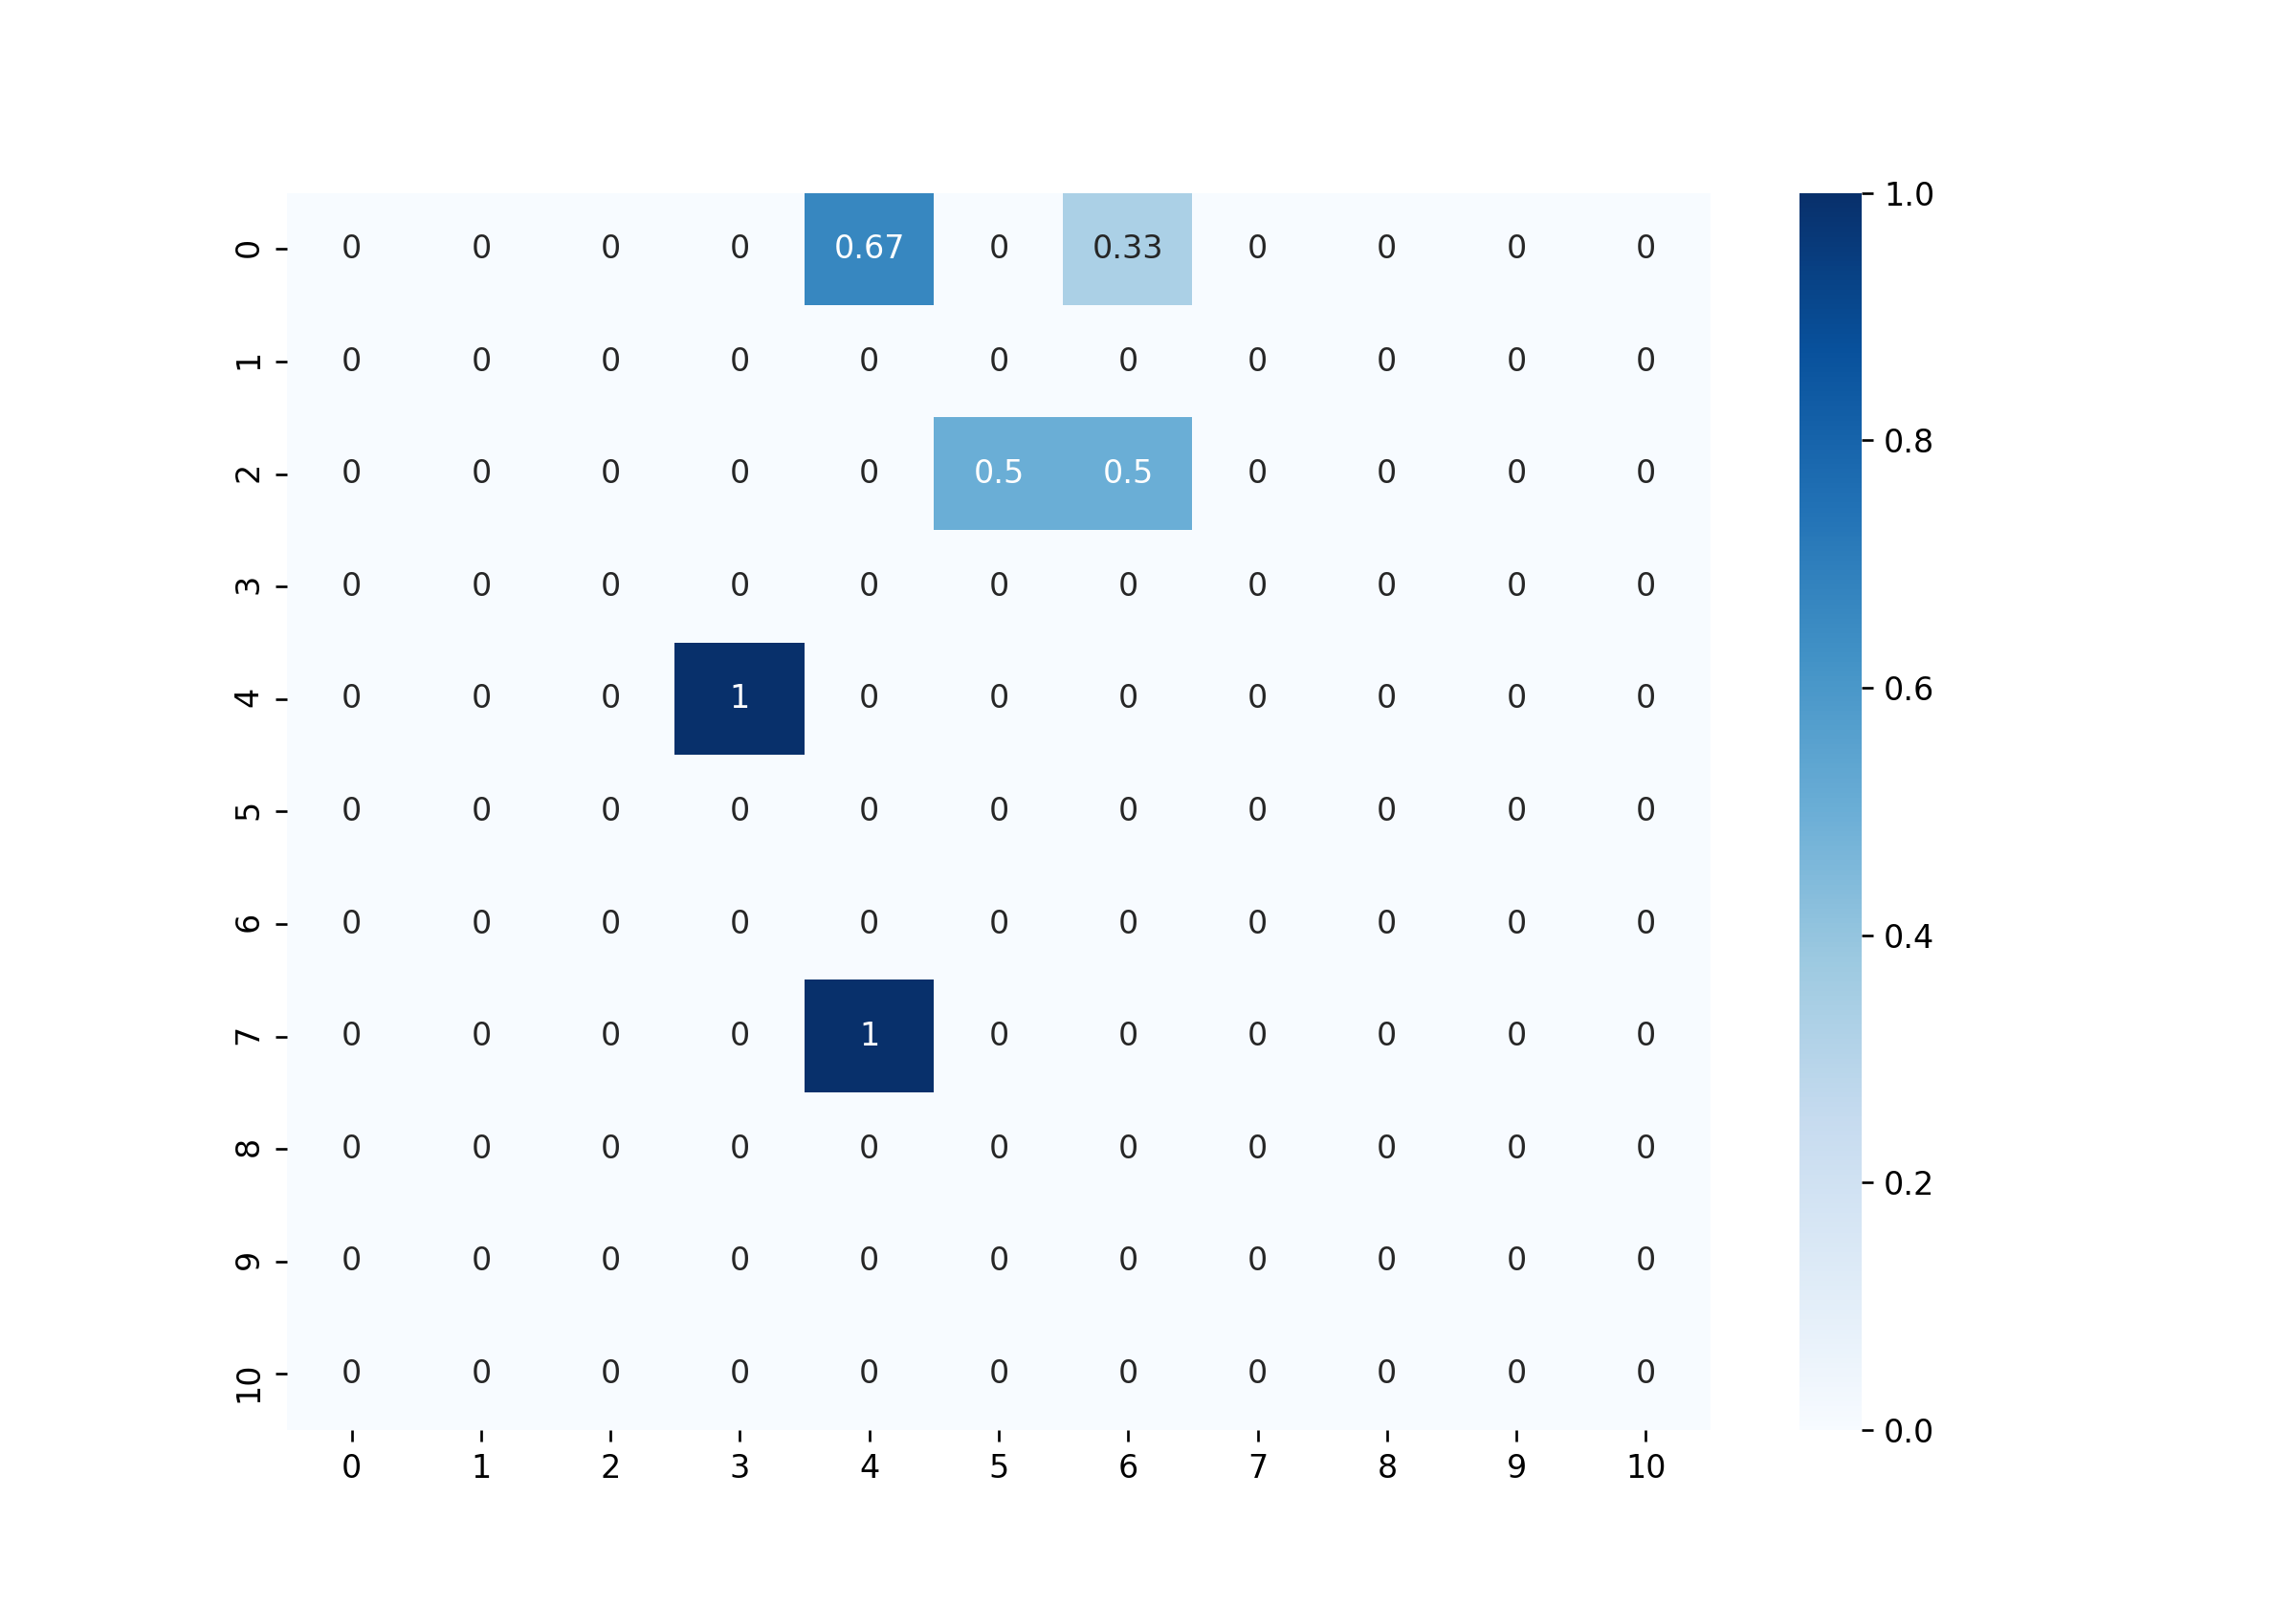 1.0
0 0 0 0 0 0.67 0 0.33 0 0 0 0
1 0 0 0 0 0 0 0 0 0 0 0
0.8
2 0 0 0 0 0 0.5 0.5 0 0 0 0
3 0 0 0 0 0 0 0 0 0 0 0
0.6
4 0 0 0 1 0 0 0 0 0 0 0
5 0 0 0 0 0 0 0 0 0 0 0
6 0 0 0 0 0 0 0 0 0 0 0
0.4
7 0 0 0 0 1 0 0 0 0 0 0
8 0 0 0 0 0 0 0 0 0 0 0
0.2
9 0 0 0 0 0 0 0 0 0 0 0
10 0 0 0 0 0 0 0 0 0 0 0
0.0
0 1 2 3 4 5 6 7 8 9 10